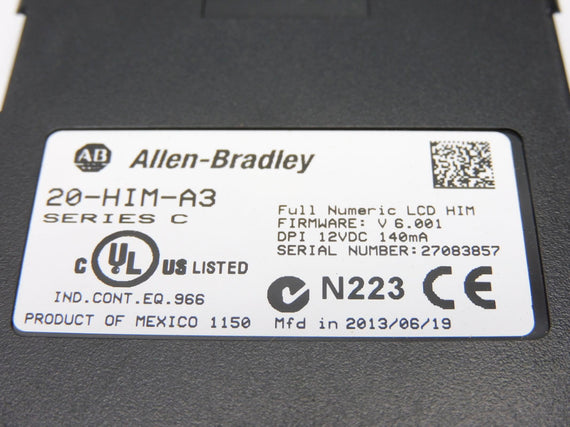 AB Allen-Bradley
20-HIM-A3
SERIES C
Full Numeric LCD HIM
FIRMWARE: V 6.001
DPI 12VDC 140mA
SERIAL NUMBER:27083857
C UL US LISTED
IND.CONT.EQ.966
N223 CE
PRODUCT OF MEXICO 1150
Mfd in 2013/06/19